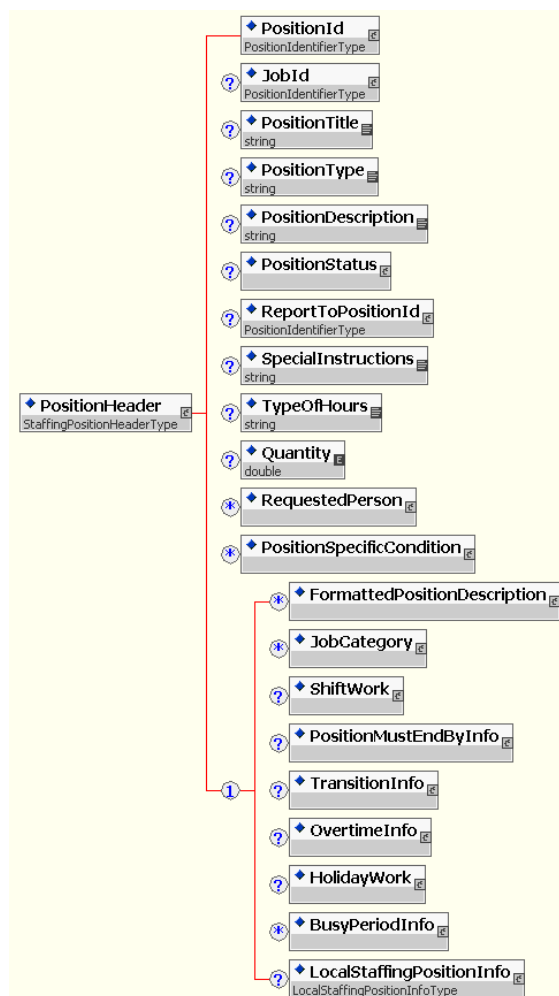 PositionId
PositionIdentifierType
? JobId
PositionIdentifierType
? PositionTitle
string
? PositionType
string
? PositionDescription
string
? PositionStatus
? ReportToPositionId
PositionIdentifierType
? SpecialInstructions
string
PositionHeader
StaffingPositionHeaderType
? TypeOfHours
string
? Quantity
double
* RequestedPerson
* PositionSpecificCondition
* FormattedPositionDescription
* JobCategory
? ShiftWork
? PositionMustEndByInfo
1
? TransitionInfo
? OvertimeInfo
? HolidayWork
* BusyPeriodInfo
? LocalStaffingPositionInfo
LocalStaffingPositionInfoType